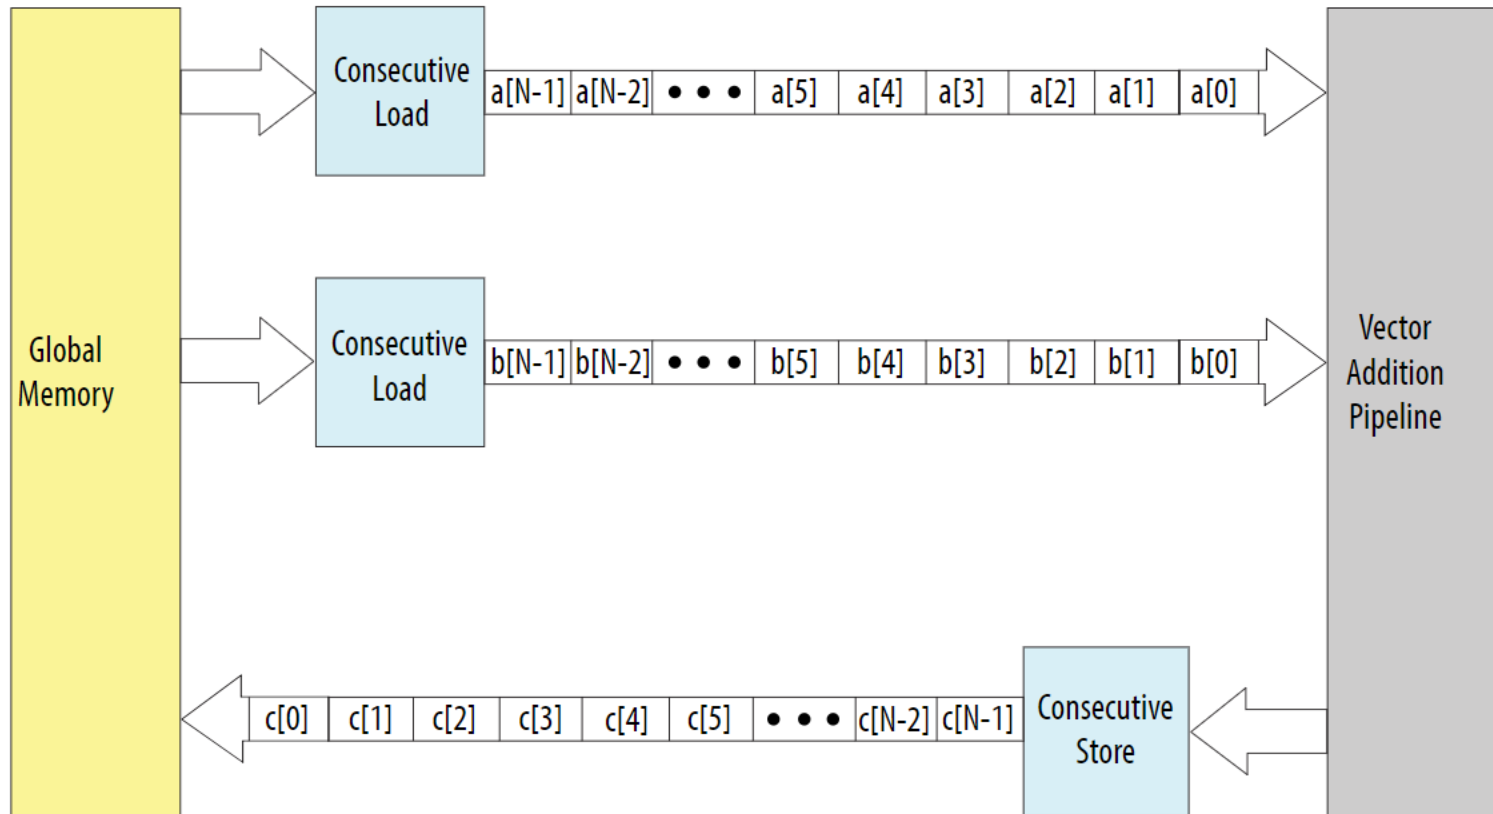 Consecutive
Load
a[N-1] a[N-2] • • • a[5] a[4] a[3] a[2] a[1] a[0]
Global
Memory
Consecutive
Load
b[N-1] b[N-2] • • • b[5] b[4] b[3] b[2] b[1] b[0]
Vector
Addition
Pipeline
c[0] c[1] c[2] c[3] c[4] c[5] • • • c[N-2] c[N-1]
Consecutive
Store